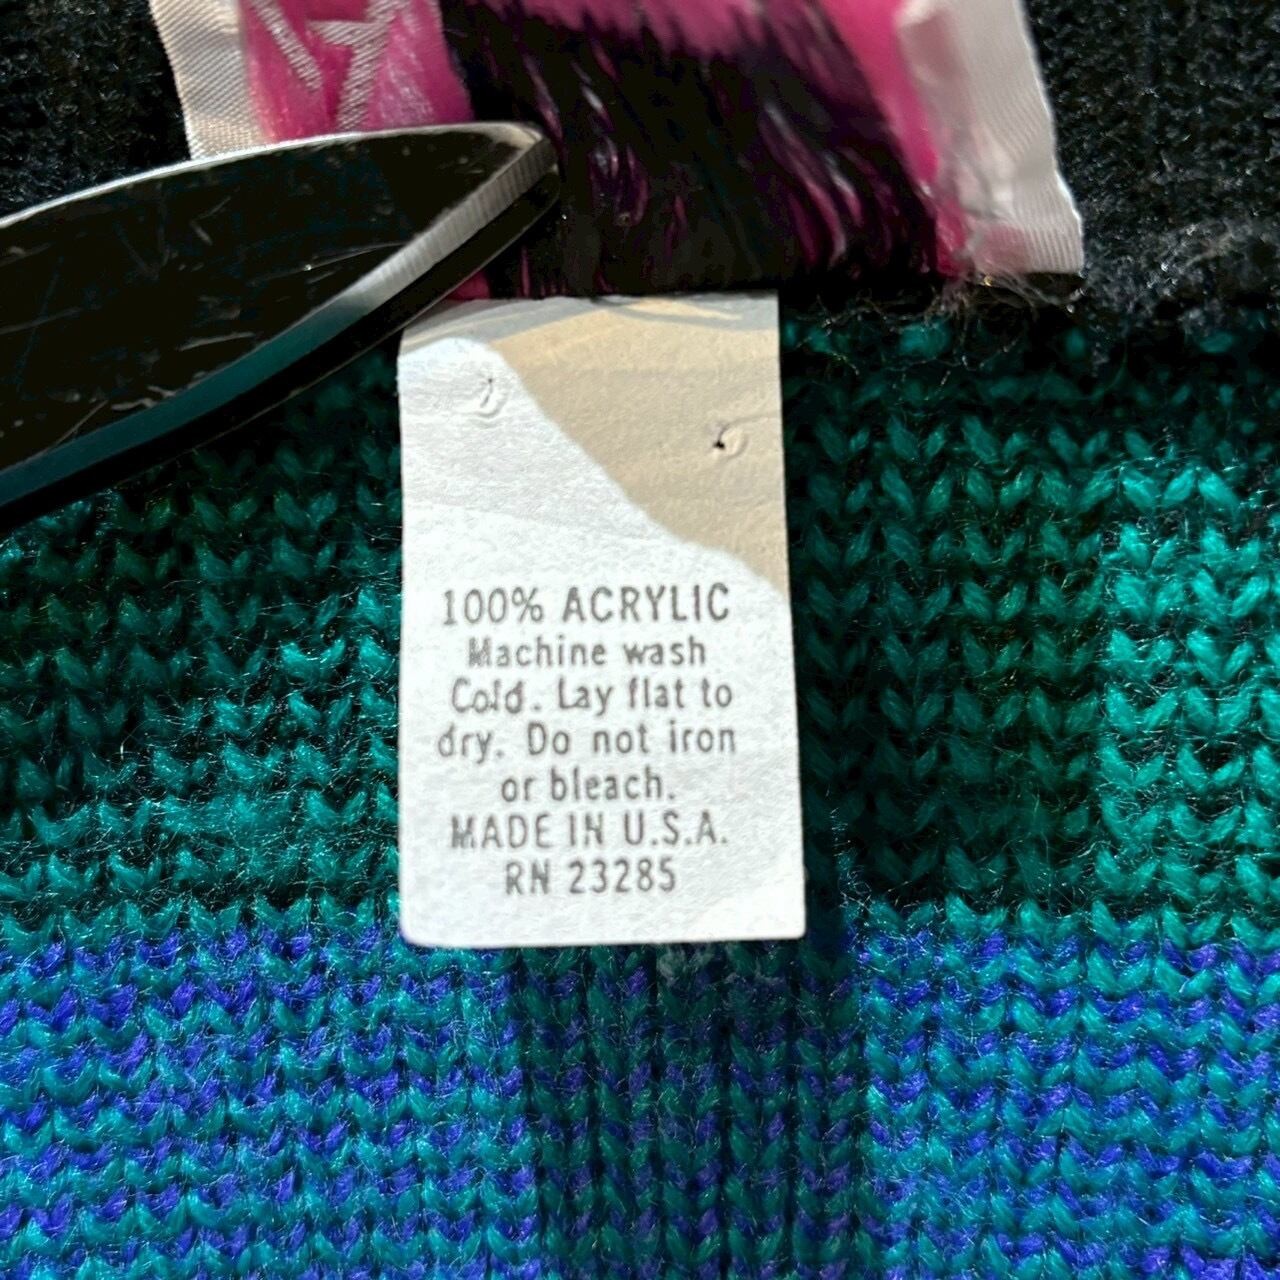 100% ACRYLIC
Machine wash
Cold. Lay flat to
dry. Do not iron
or bleach.
MADE IN U.S.A.
RN 23285